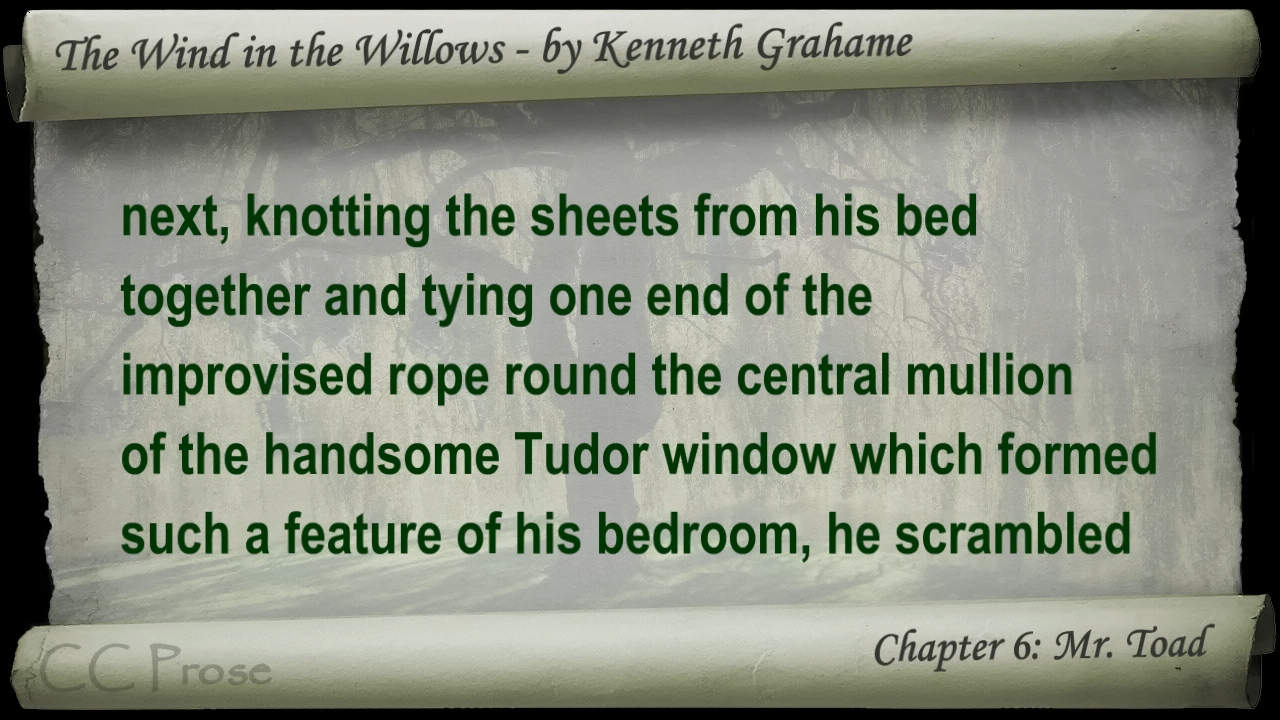 The Wind in the Willows - by Kenneth Grahame
next, knotting the sheets from his bed
together and tying one end of the
improvised rope round the central mullion
of the handsome Tudor window which formed
such a feature of his bedroom, he scrambled
CC Prose
Chapter 6: Mr. Toad